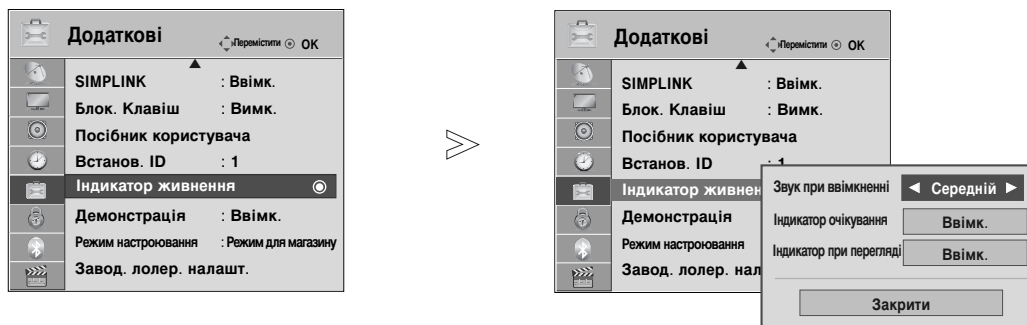 Додаткові
Перемістити OK
SIMPLINK : Ввімк.
Блок. Клавіш : Вимк.
Посібник користувача
Встанов. ID : 1
Індикатор живнення
Демонстрація : Ввімк.
Режим настроювання : Режим для магазину
Завод. лолер. налашт.
Додаткові
Перемістити OK
SIMPLINK : Ввімк.
Блок. Клавіш : Вимк.
Посібник користувача
Встанов. ID : 1
Індикатор живнен
Демонстрація
Режим настроювання
Завод. лолер. нал
Звук при ввімкненні ◄ Середній ►
Індикатор очікування Ввімк.
Індикатор при перегляді Ввімк.
Закрити